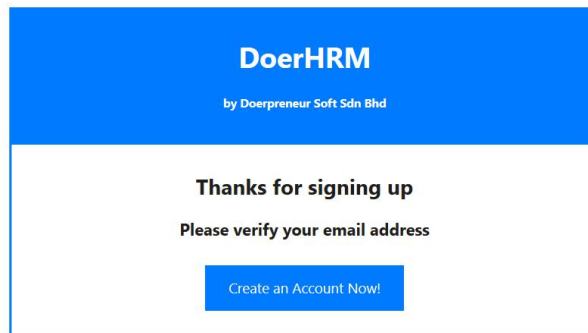 DoerHRM
by Doerpreneur Soft Sdn Bhd
Thanks for signing up
Please verify your email address
Create an Account Now!